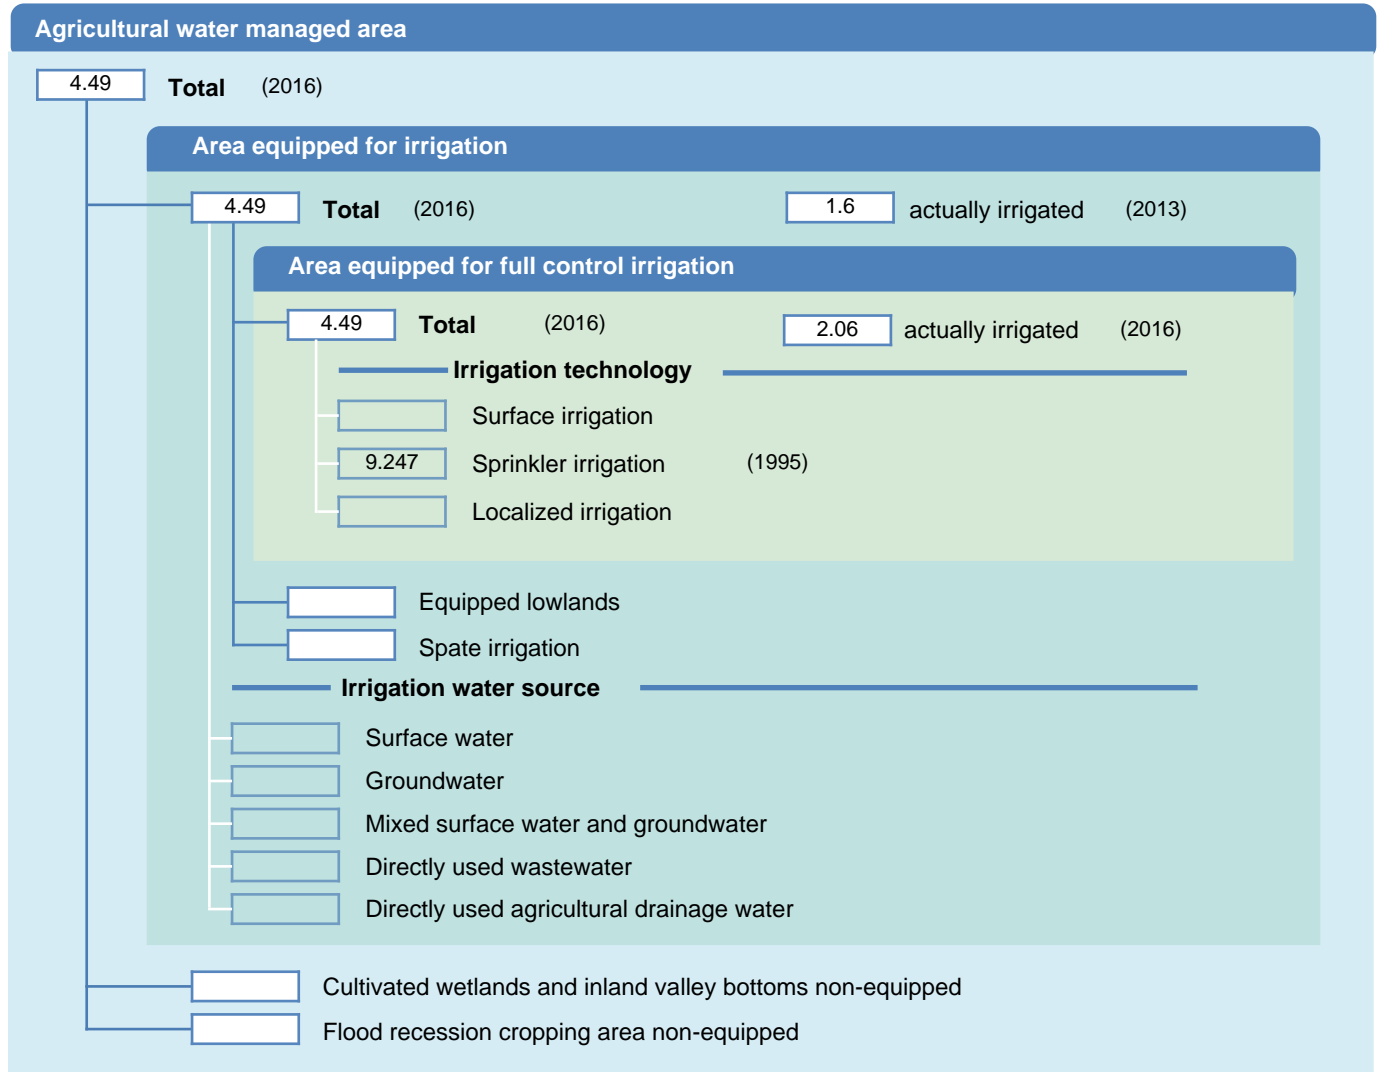 Agricultural water managed area
4.49 Total (2016)
Area equipped for irrigation
4.49 Total (2016) 1.6 actually irrigated (2013)
Area equipped for full control irrigation
4.49 Total (2016) 2.06 actually irrigated (2016)
Irrigation technology
Surface irrigation
9.247 Sprinkler irrigation (1995)
Localized irrigation
Equipped lowlands
Spate irrigation
Irrigation water source
Surface water
Groundwater
Mixed surface water and groundwater
Directly used wastewater
Directly used agricultural drainage water
Cultivated wetlands and inland valley bottoms non-equipped
Flood recession cropping area non-equipped